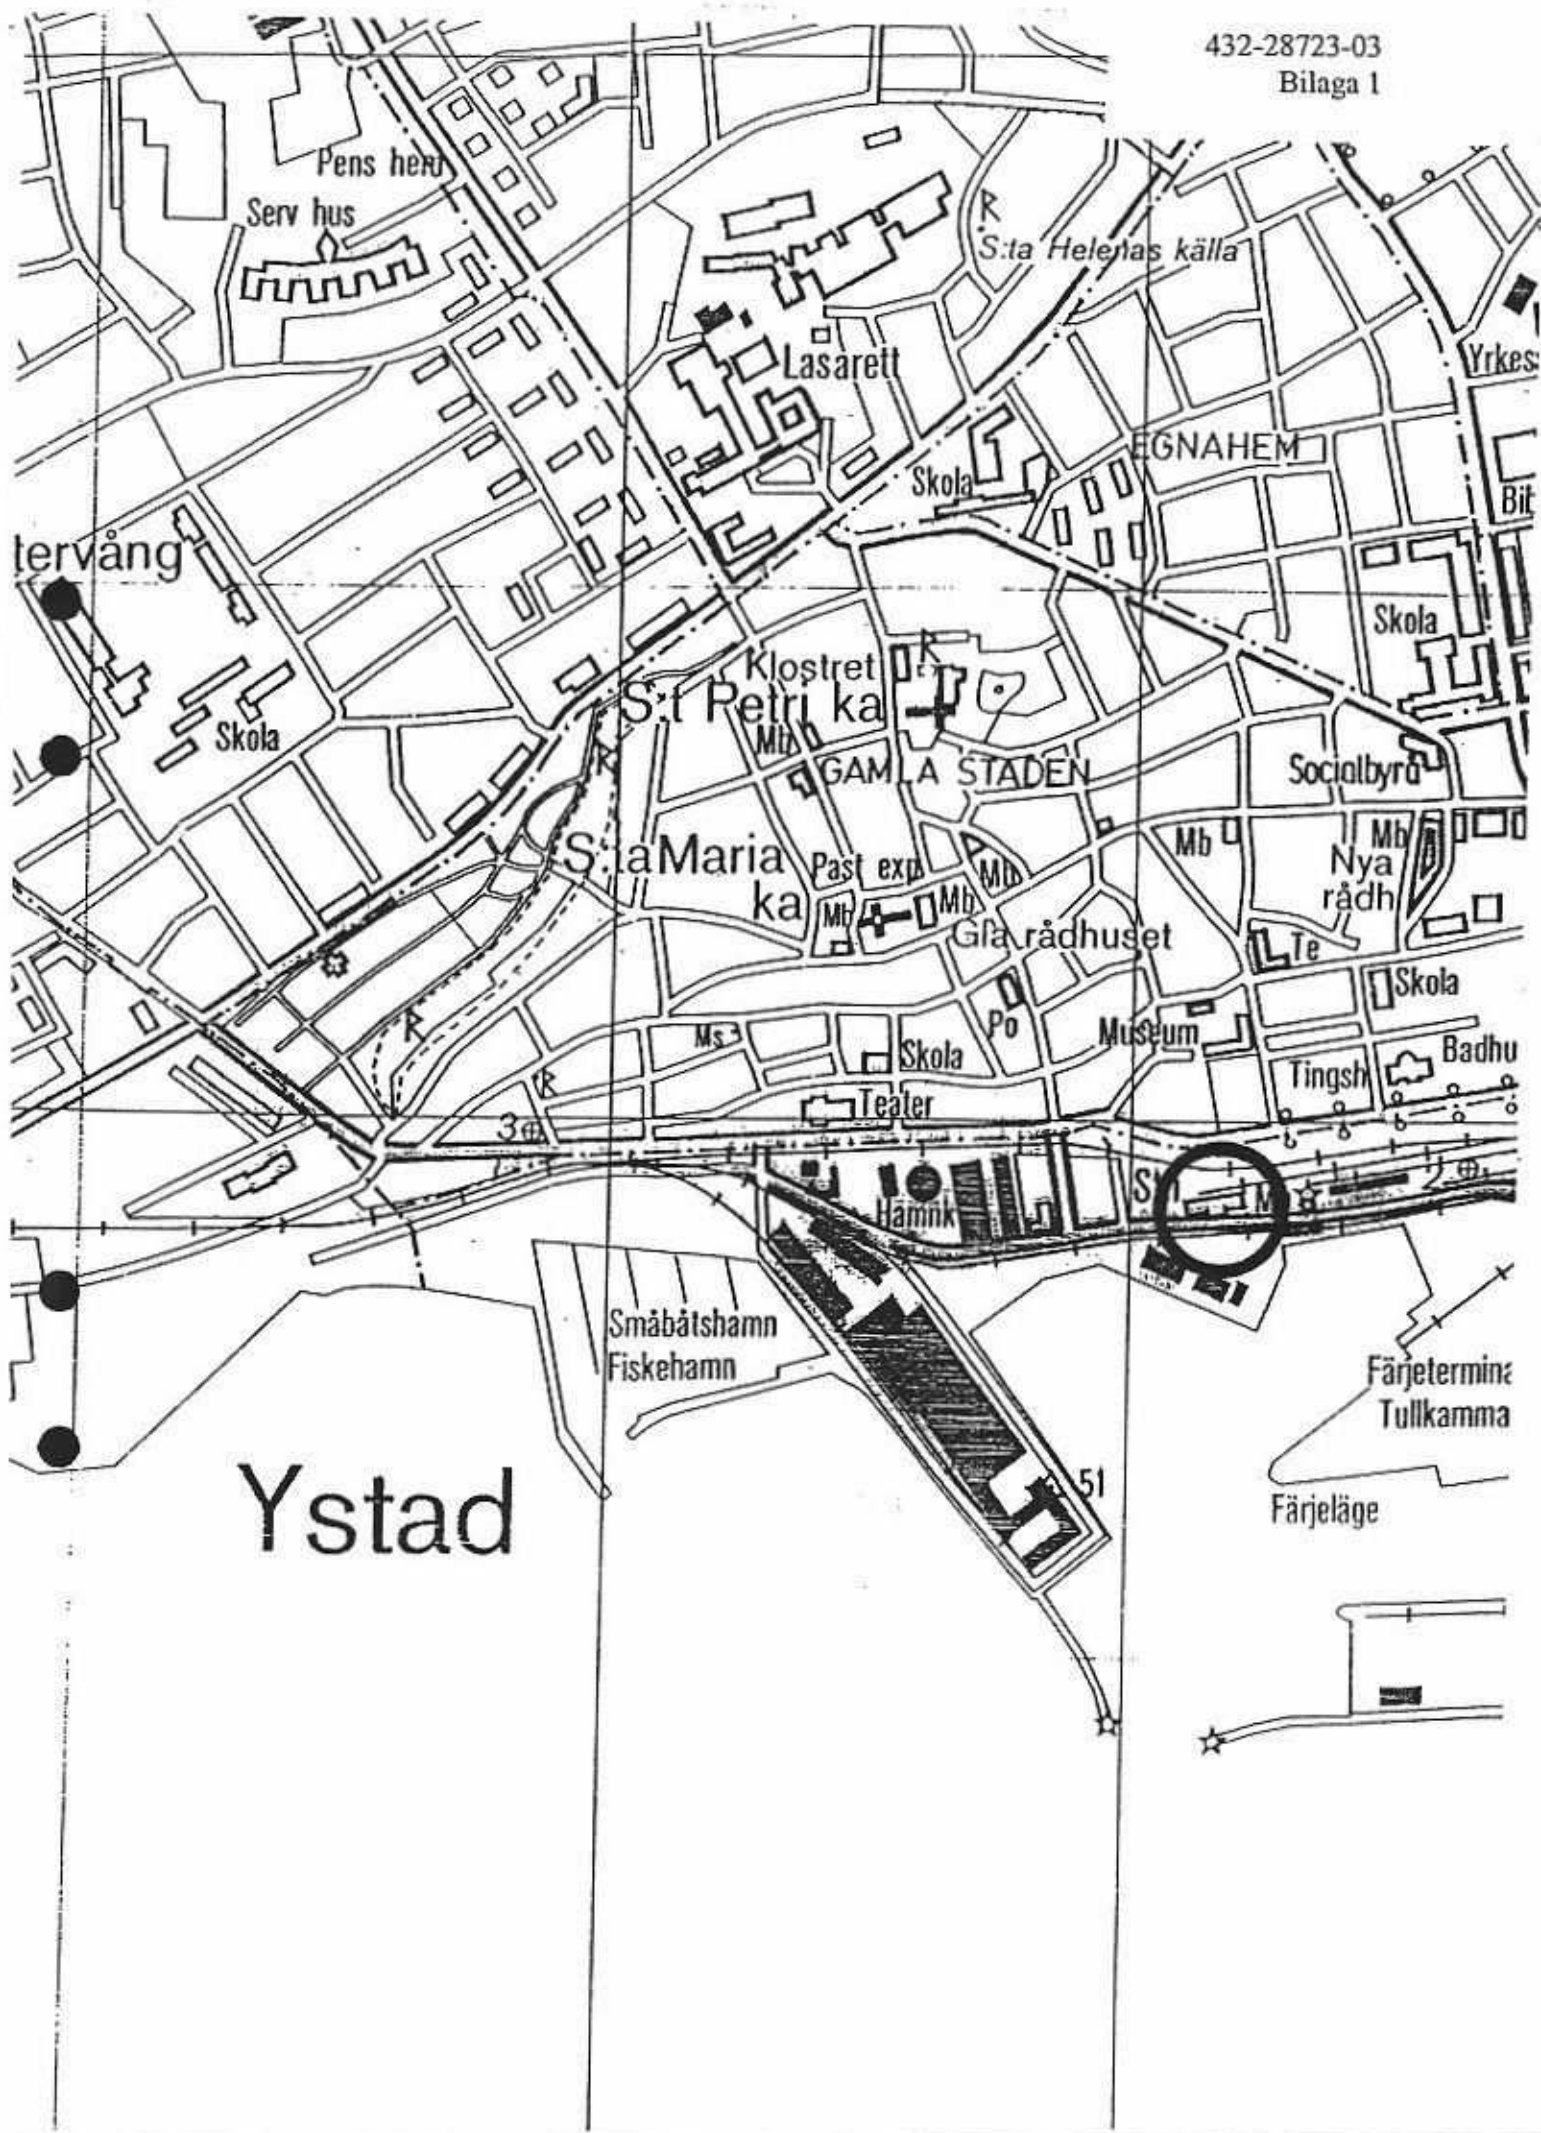 432-28723-03
Bilaga 1
Pens hem
Serv hus
R
S:ta Helenas källa
Lasarett
Yrkes
EGNAHEM
Skola
tervång
Skola
R
Klostret
S:t Petri ka
Skola
Mb
R
GAMLA STADEN
Socialbyrå
S:ta Maria
ka
Past exp
Mb
Mb
Mb
Nya
rådh
Mb
Mb
Gla rådhuset
Te
Skola
R
Po
Ms
Museum
Skola
Badhu
Tingsh
R
Teater
3
Hamnk
2
Småbåtshamn
Fiskehamn
Färjetermina
Tullkamma
Ystad
51
Färjeläge